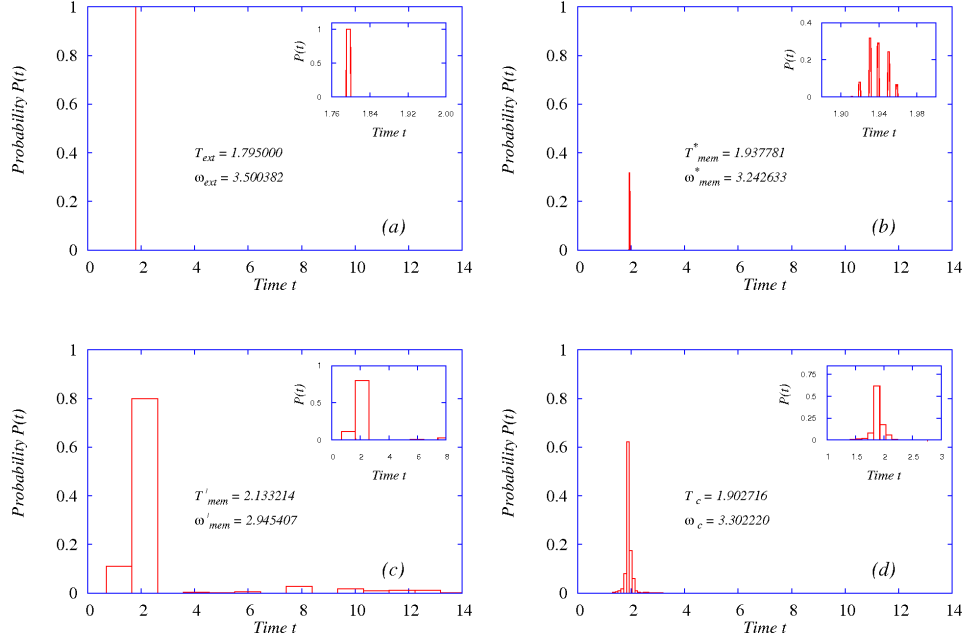 1
0.8
0.6
0.4
0.2
0
0 2 4 6 8 10 12 14
Probability P(t)
Time t
T_ext = 1.795000
ω_ext = 3.500382
(a)
1
0.5
0
1.76 1.84 1.92 2.00
P(t)
Time t
1
0.8
0.6
0.4
0.2
0
0 2 4 6 8 10 12 14
Probability P(t)
Time t
T*_mem = 1.937781
ω*_mem = 3.242633
(b)
0.4
0.2
0
1.90 1.94 1.98
P(t)
Time t
1
0.8
0.6
0.4
0.2
0
0 2 4 6 8 10 12 14
Probability P(t)
Time t
T'_mem = 2.133214
ω'_mem = 2.945407
(c)
1
0.5
0
0 2 4 6 8
P(t)
Time t
1
0.8
0.6
0.4
0.2
0
0 2 4 6 8 10 12 14
Probability P(t)
Time t
T_c = 1.902716
ω_c = 3.302220
(d)
0.75
0.5
0.25
0
1 1.5 2 2.5 3
P(t)
Time t